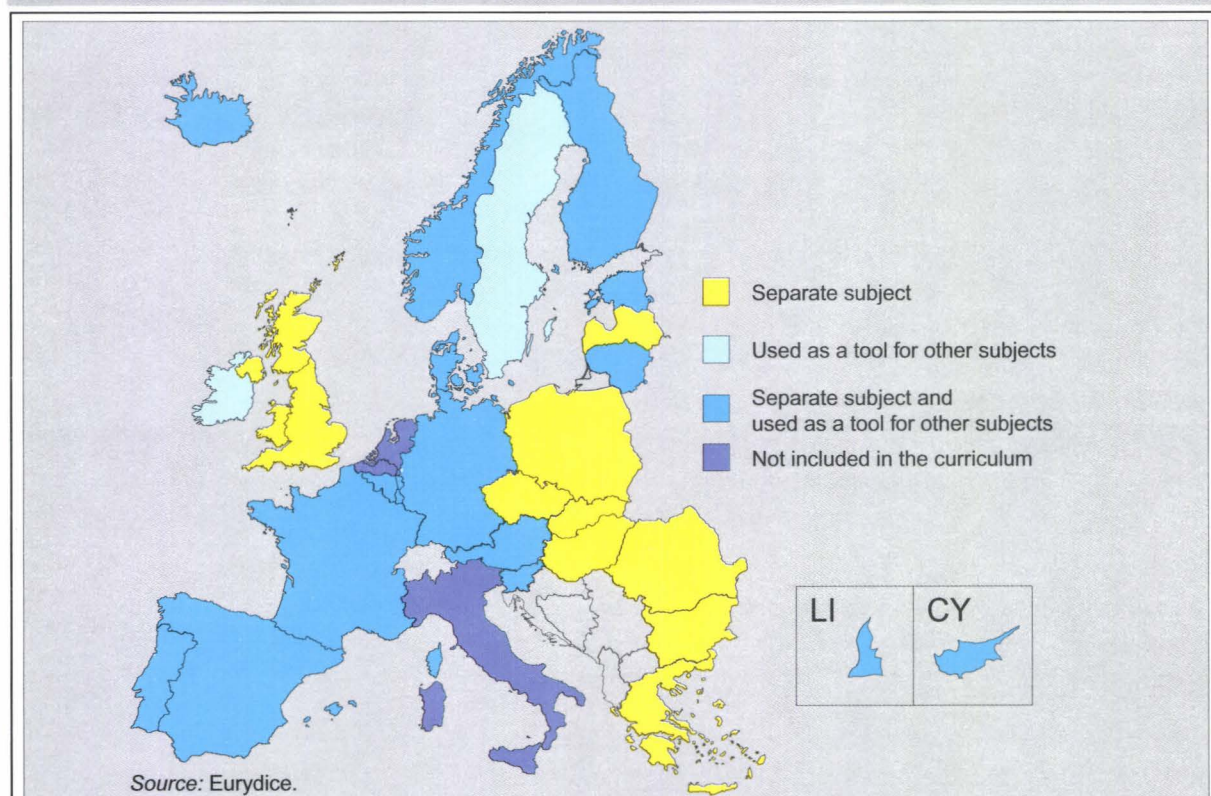 Separate subject
Used as a tool for other subjects
Separate subject and
used as a tool for other subjects
Not included in the curriculum
LI
CY
Source: Eurydice.